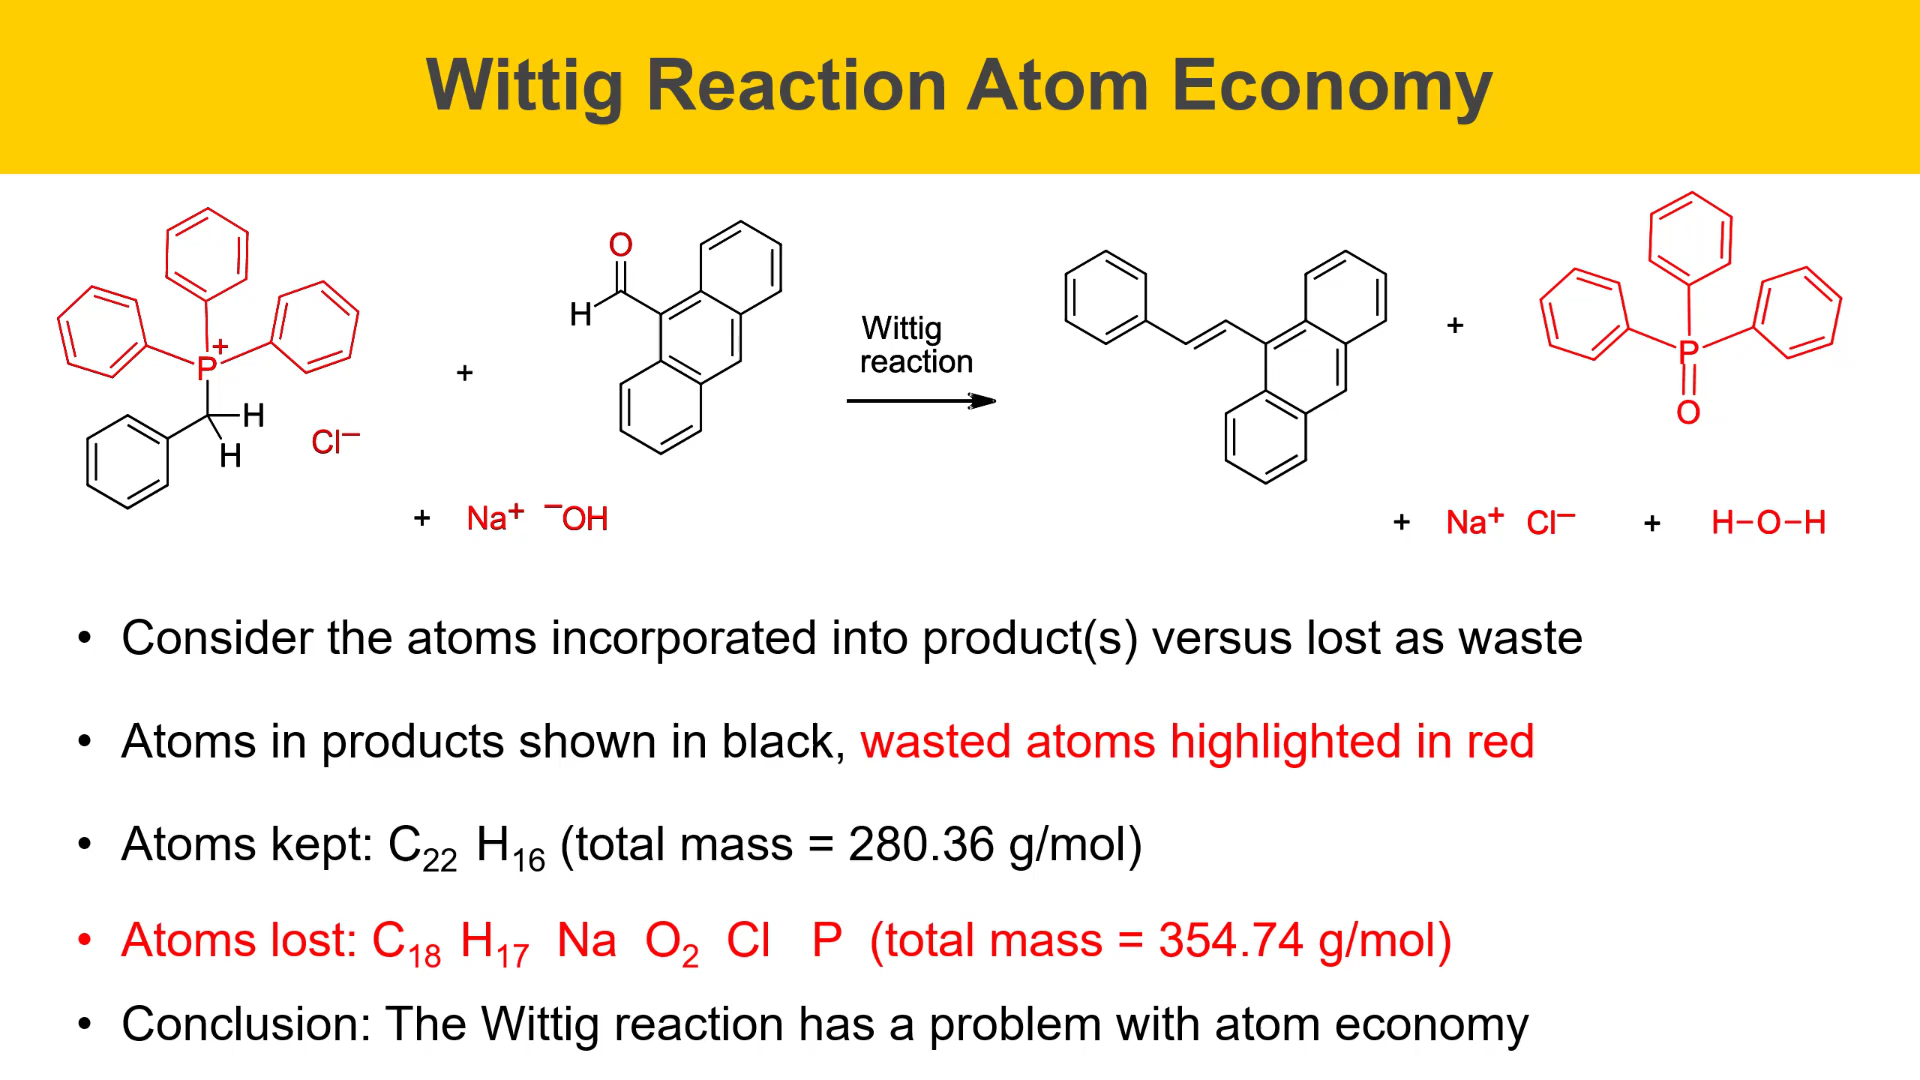 Wittig Reaction Atom Economy
P+
H
H
Cl–
+
O
H
+ Na+ –OH
Wittig
reaction
+
P
O
+ Na+ Cl– + H–O–H
• Consider the atoms incorporated into product(s) versus lost as waste
• Atoms in products shown in black, wasted atoms highlighted in red
• Atoms kept: C22 H16 (total mass = 280.36 g/mol)
• Atoms lost: C18 H17 Na O2 Cl P (total mass = 354.74 g/mol)
• Conclusion: The Wittig reaction has a problem with atom economy